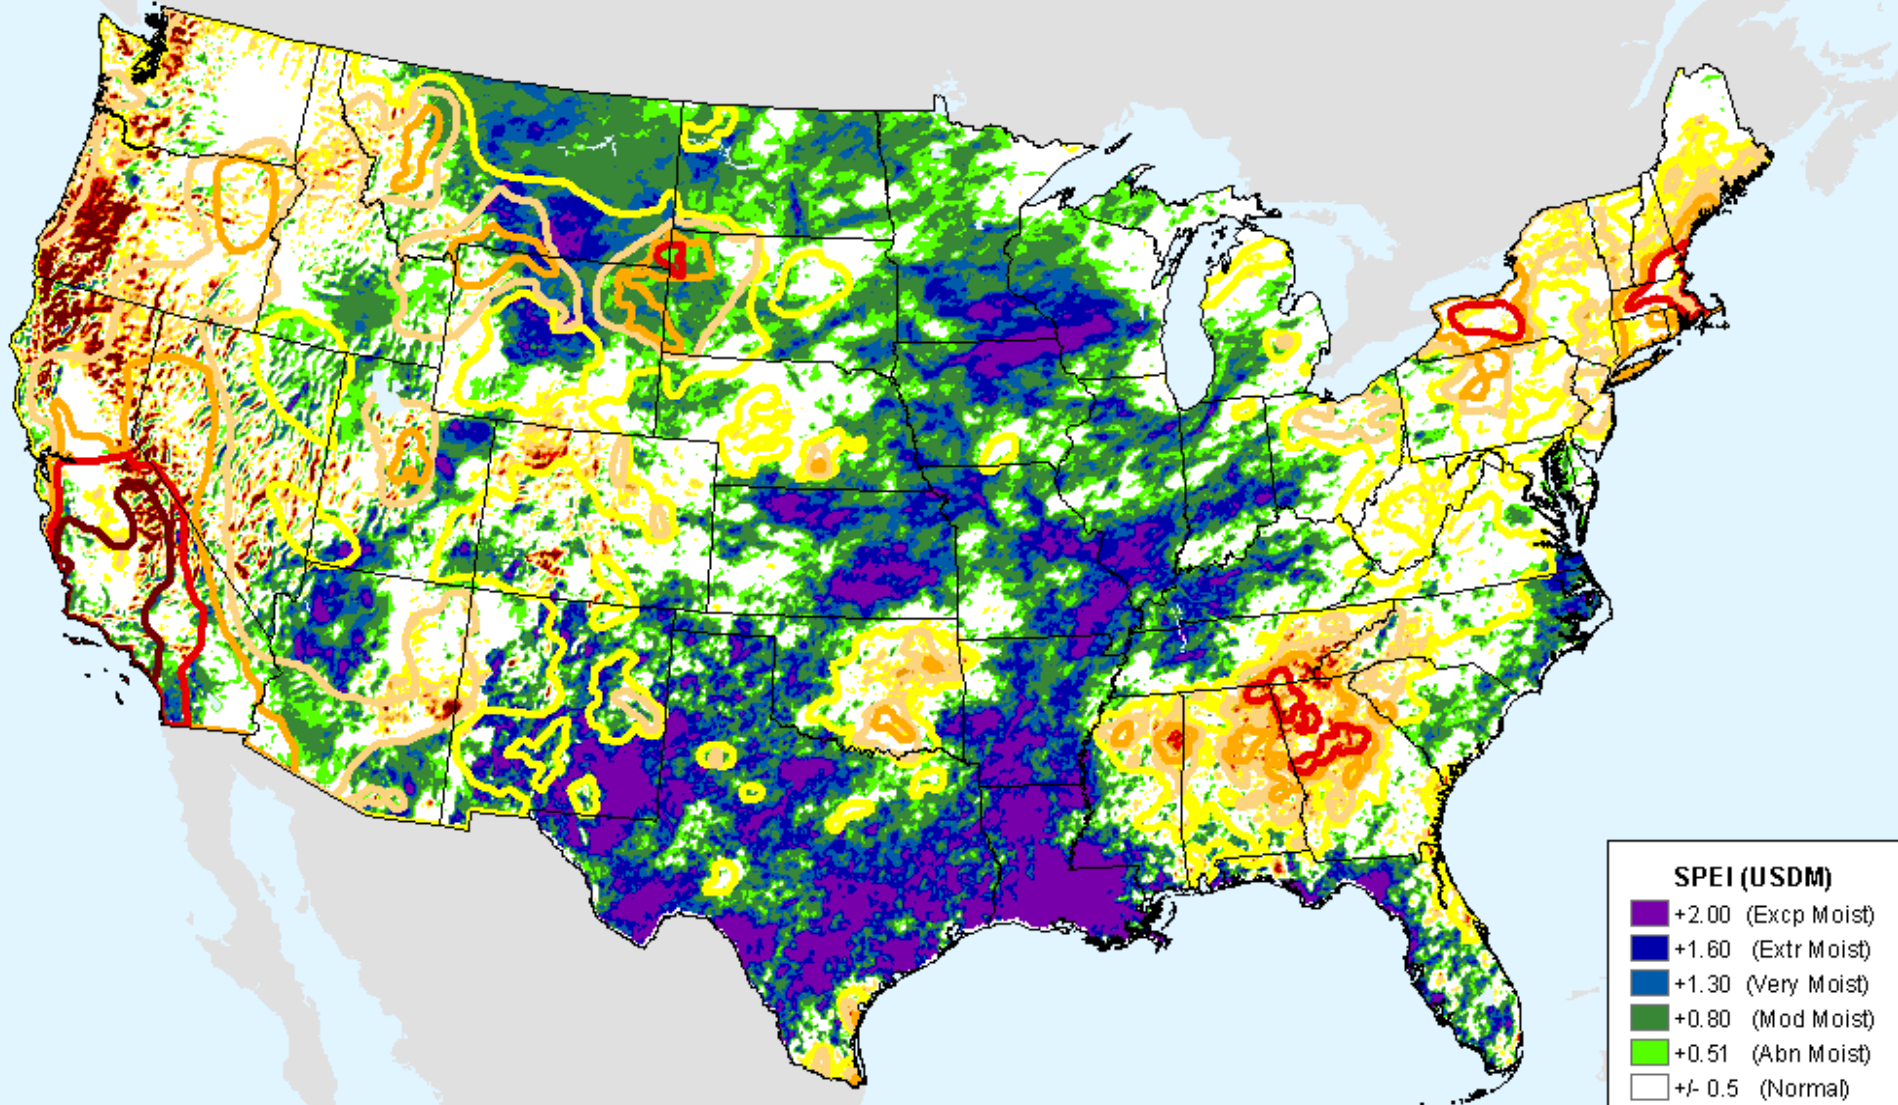 SPEI (USDM)
+2.00 (Excp Moist)
+1.60 (Extr Moist)
+1.30 (Very Moist)
+0.80 (Mod Moist)
+0.51 (Abn Moist)
+/- 0.5 (Normal)